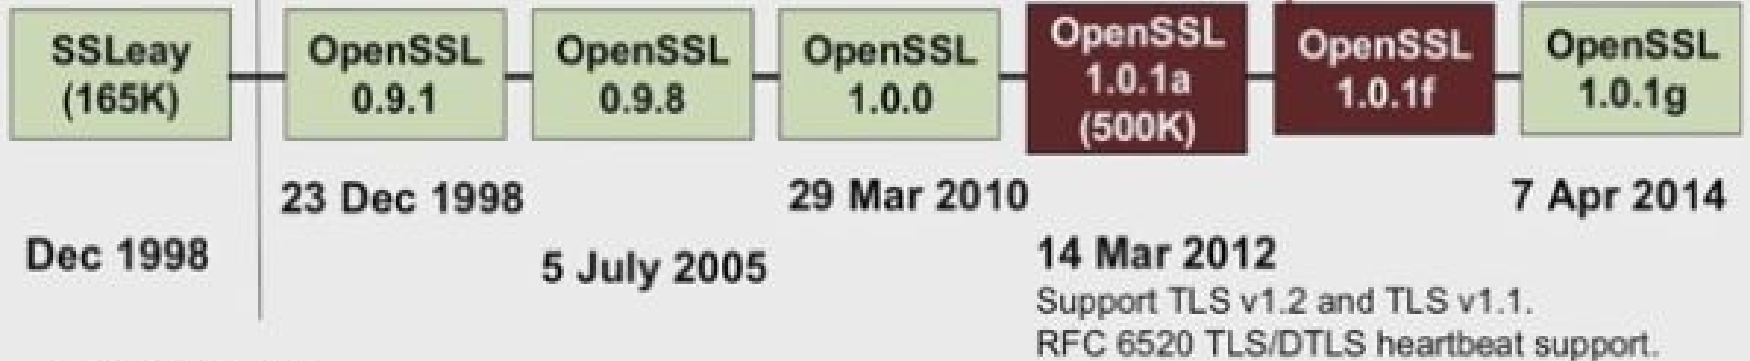 SSLeay
(165K)
OpenSSL
0.9.1
OpenSSL
0.9.8
OpenSSL
1.0.0
OpenSSL
1.0.1a
(500K)
OpenSSL
1.0.1f
OpenSSL
1.0.1g
23 Dec 1998
29 Mar 2010
7 Apr 2014
Dec 1998
5 July 2005
14 Mar 2012
Support TLS v1.2 and TLS v1.1.
RFC 6520 TLS/DTLS heartbeat support.